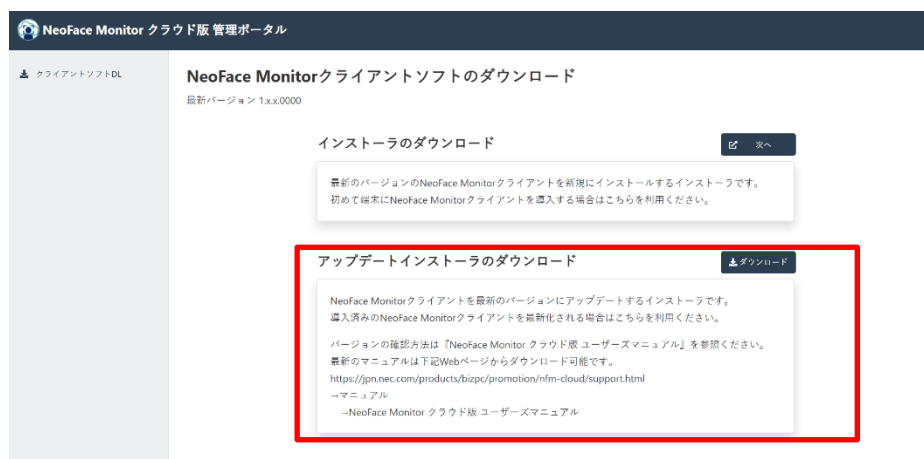 NeoFace Monitor クラウド版 管理ポータル
クライアントソフトDL
NeoFace Monitorクライアントソフトのダウンロード
最新バージョン 1.x.x.0000
インストーラのダウンロード
次へ
最新のバージョンのNeoFace Monitorクライアントを新規にインストールするインストーラです。
初めて端末にNeoFace Monitorクライアントを導入する場合はこちらを利用ください。
アップデートインストーラのダウンロード
ダウンロード
NeoFace Monitorクライアントを最新のバージョンにアップデートするインストーラです。
導入済みのNeoFace Monitorクライアントを最新化される場合はこちらを利用ください。
バージョンの確認方法は『NeoFace Monitor クラウド版 ユーザーズマニュアル』を参照ください。
最新のマニュアルは下記Webページからダウンロード可能です。
https://jpn.nec.com/products/bizpc/promotion/nfm-cloud/support.html
→マニュアル
→NeoFace Monitor クラウド版 ユーザーズマニュアル